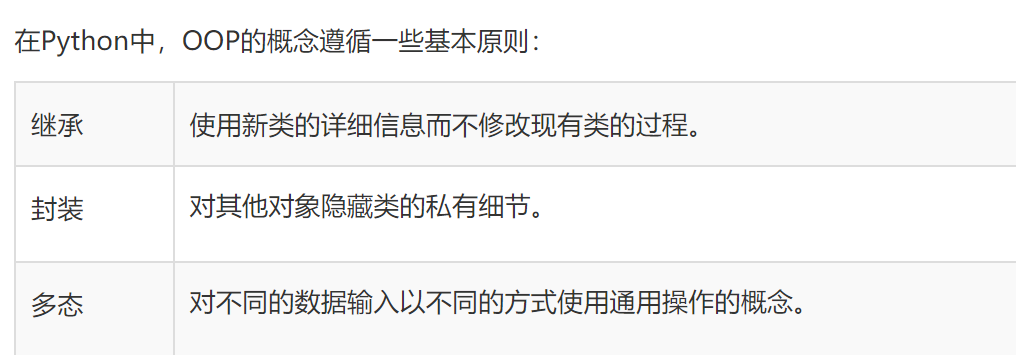 在Python中，OOP的概念遵循一些基本原则：
继承 使用新类的详细信息而不修改现有类的过程。
封装 对其他对象隐藏类的私有细节。
多态 对不同的数据输入以不同的方式使用通用操作的概念。